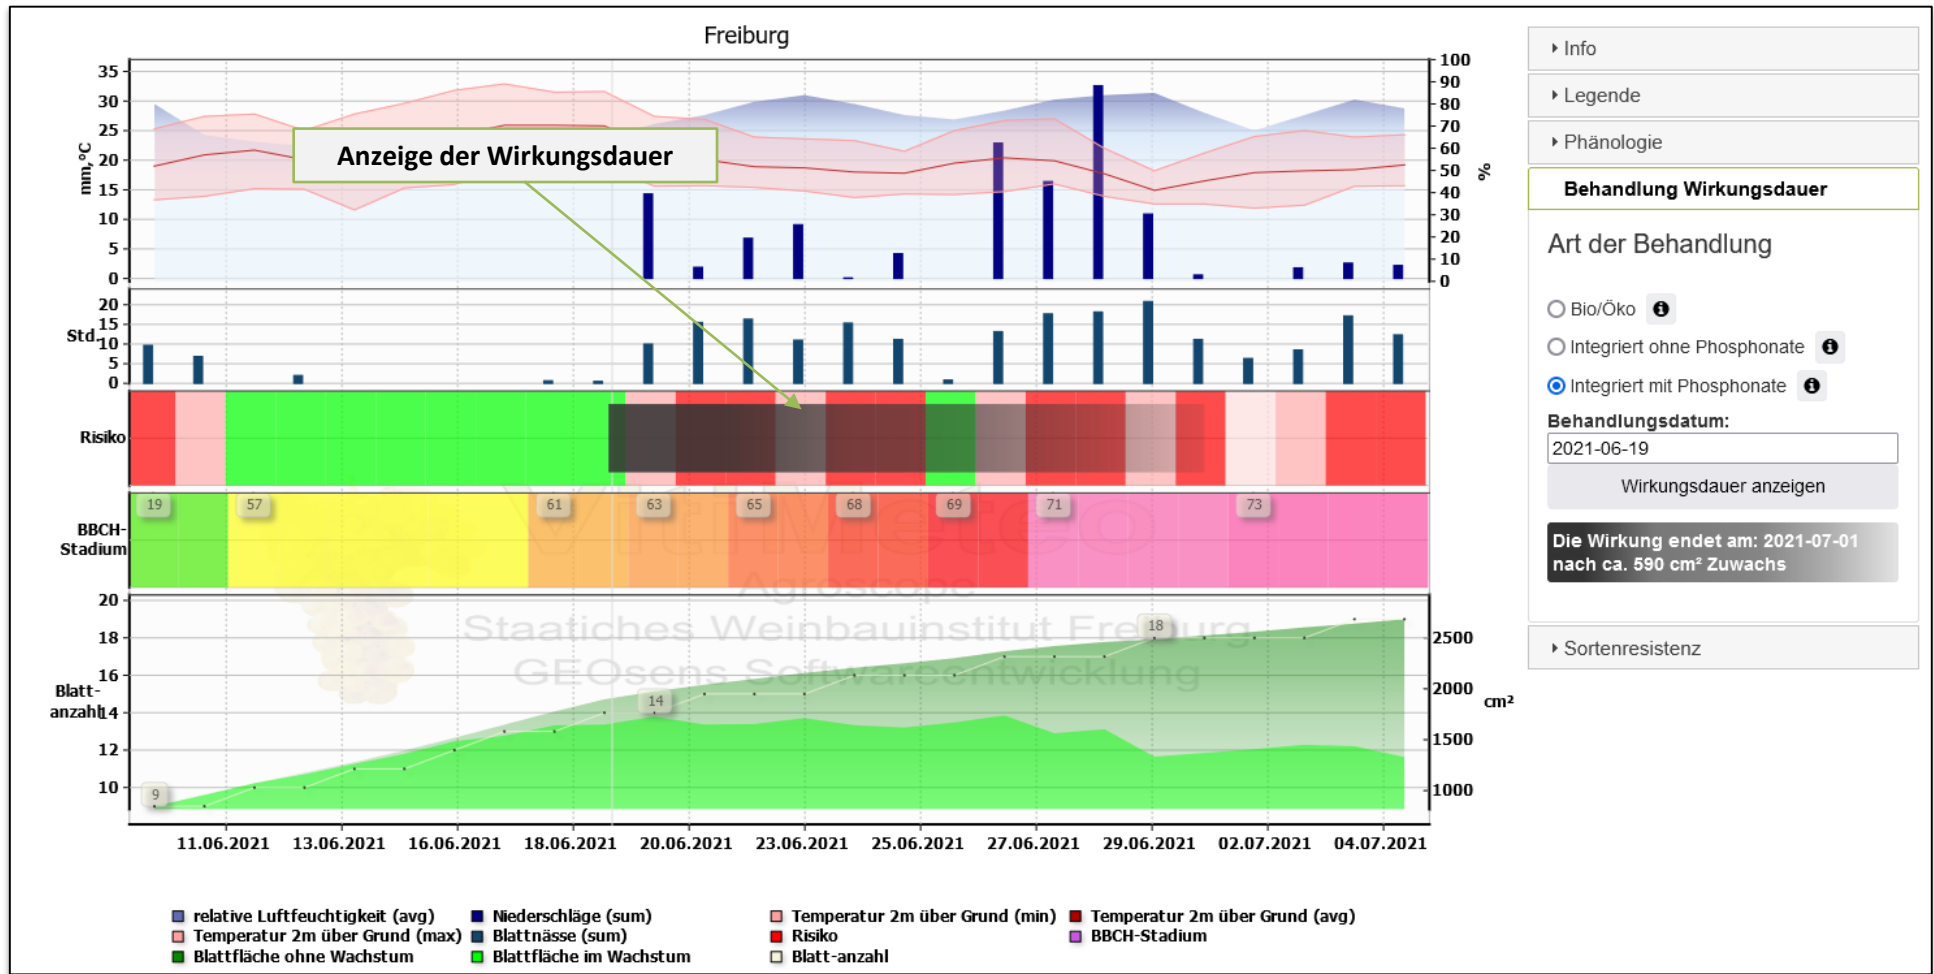 Freiburg
Anzeige der Wirkungsdauer
mm,°C
35
30
25
20
15
10
5
0
100
90
80
70
60
50
40
30
20
10
0
%
Std.
20
15
10
5
0
Risiko
BBCH-
Stadium
19
57
61
63
65
68
69
71
73
VitiMeteo
Agroscope
Staatiches Weinbauinstitut Freiburg
GEOsens Softwareentwicklung
Blatt-
anzahl
20
18
16
14
12
10
9
14
18
2500
2000
1500
1000
cm²
11.06.2021 13.06.2021 16.06.2021 18.06.2021 20.06.2021 23.06.2021 25.06.2021 27.06.2021 29.06.2021 02.07.2021 04.07.2021
relative Luftfeuchtigkeit (avg) Niederschläge (sum) Temperatur 2m über Grund (min) Temperatur 2m über Grund (avg)
Temperatur 2m über Grund (max) Blattnässe (sum) Risiko BBCH-Stadium
Blattfläche ohne Wachstum Blattfläche im Wachstum Blatt-anzahl
Info
Legende
Phänologie
Behandlung Wirkungsdauer
Art der Behandlung
Bio/Öko
Integriert ohne Phosphonate
Integriert mit Phosphonate
Behandlungsdatum:
2021-06-19
Wirkungsdauer anzeigen
Die Wirkung endet am: 2021-07-01
nach ca. 590 cm² Zuwachs
Sortenresistenz